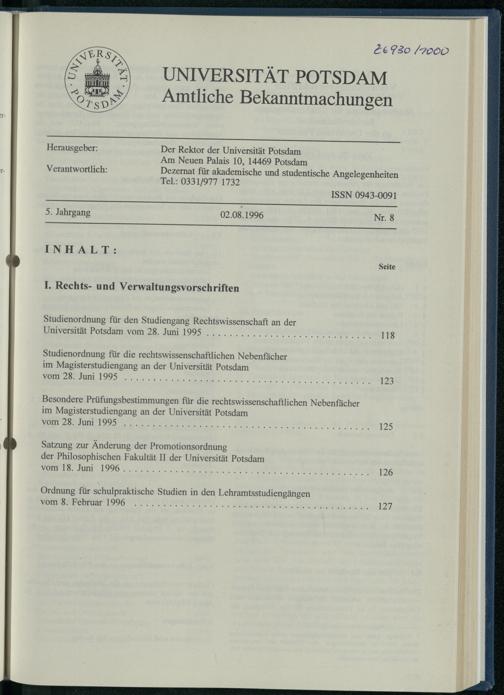 Z6930/1000
UNIVERSITÄT
POTSDAM
UNIVERSITÄT POTSDAM
Amtliche Bekanntmachungen
Herausgeber: Der Rektor der Universität Potsdam
Am Neuen Palais 10, 14469 Potsdam
Verantwortlich: Dezernat für akademische und studentische Angelegenheiten
Tel.: 0331/977 1732
ISSN 0943-0091
5. Jahrgang 02.08.1996 Nr. 8
INHALT:
Seite
I. Rechts- und Verwaltungsvorschriften
Studienordnung für den Studiengang Rechtswissenschaft an der
Universität Potsdam vom 28. Juni 1995 . . . . . . . . . . . . . . . . . . . . . . . . . . . . 118
Studienordnung für die rechtswissenschaftlichen Nebenfächer
im Magisterstudiengang an der Universität Potsdam
vom 28. Juni 1995 . . . . . . . . . . . . . . . . . . . . . . . . . . . . . . . . . . . . . . . . 123
Besondere Prüfungsbestimmungen für die rechtswissenschaftlichen Nebenfächer
im Magisterstudiengang an der Universität Potsdam
vom 28. Juni 1995 . . . . . . . . . . . . . . . . . . . . . . . . . . . . . . . . . . . . . . . . 125
Satzung zur Änderung der Promotionsordnung
der Philosophischen Fakultät II der Universität Potsdam
vom 18. Juni 1996 . . . . . . . . . . . . . . . . . . . . . . . . . . . . . . . . . . . . . . . . 126
Ordnung für schulpraktische Studien in den Lehramtsstudiengängen
vom 8. Februar 1996 . . . . . . . . . . . . . . . . . . . . . . . . . . . . . . . . . . . . . . 127